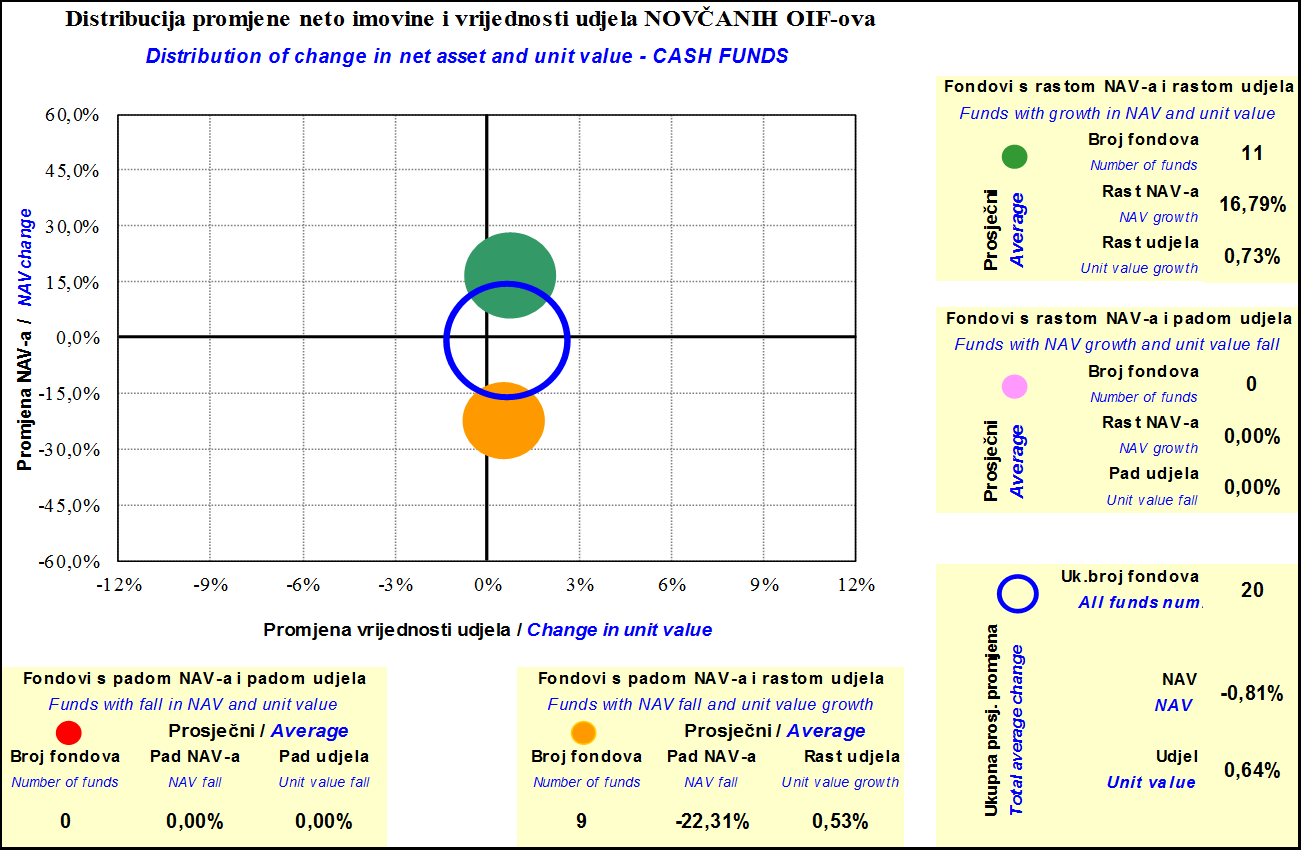 Distribucija promjene neto imovine i vrijednosti udjela NOVČANIH OIF-ova
Distribution of change in net asset and unit value - CASH FUNDS
60,0%
45,0%
30,0%
15,0%
0,0%
-15,0%
-30,0%
-45,0%
-60,0%
Promjena NAV-a / NAV change
-12%
-9%
-6%
-3%
0%
3%
6%
9%
12%
Promjena vrijednosti udjela / Change in unit value
Fondovi s rastom NAV-a i rastom udjela
Funds with growth in NAV and unit value
Broj fondova
Number of funds
11
Prosječni
Average
Rast NAV-a
NAV growth
16,79%
Rast udjela
Unit value growth
0,73%
Fondovi s rastom NAV-a i padom udjela
Funds with NAV growth and unit value fall
Broj fondova
Number of funds
0
Prosječni
Average
Rast NAV-a
NAV growth
0,00%
Pad udjela
Unit value fall
0,00%
Uk.broj fondova
All funds num.
20
Ukupna prosj. promjena
Total average change
NAV
NAV
-0,81%
Udjel
Unit value
0,64%
Fondovi s padom NAV-a i padom udjela
Funds with fall in NAV and unit value
Prosječni / Average
Broj fondova Pad NAV-a Pad udjela
Number of funds NAV fall Unit value fall
0 0,00% 0,00%
Fondovi s padom NAV-a i rastom udjela
Funds with NAV fall and unit value growth
Prosječni / Average
Broj fondova Pad NAV-a Rast udjela
Number of funds NAV fall Unit value growth
9 -22,31% 0,53%